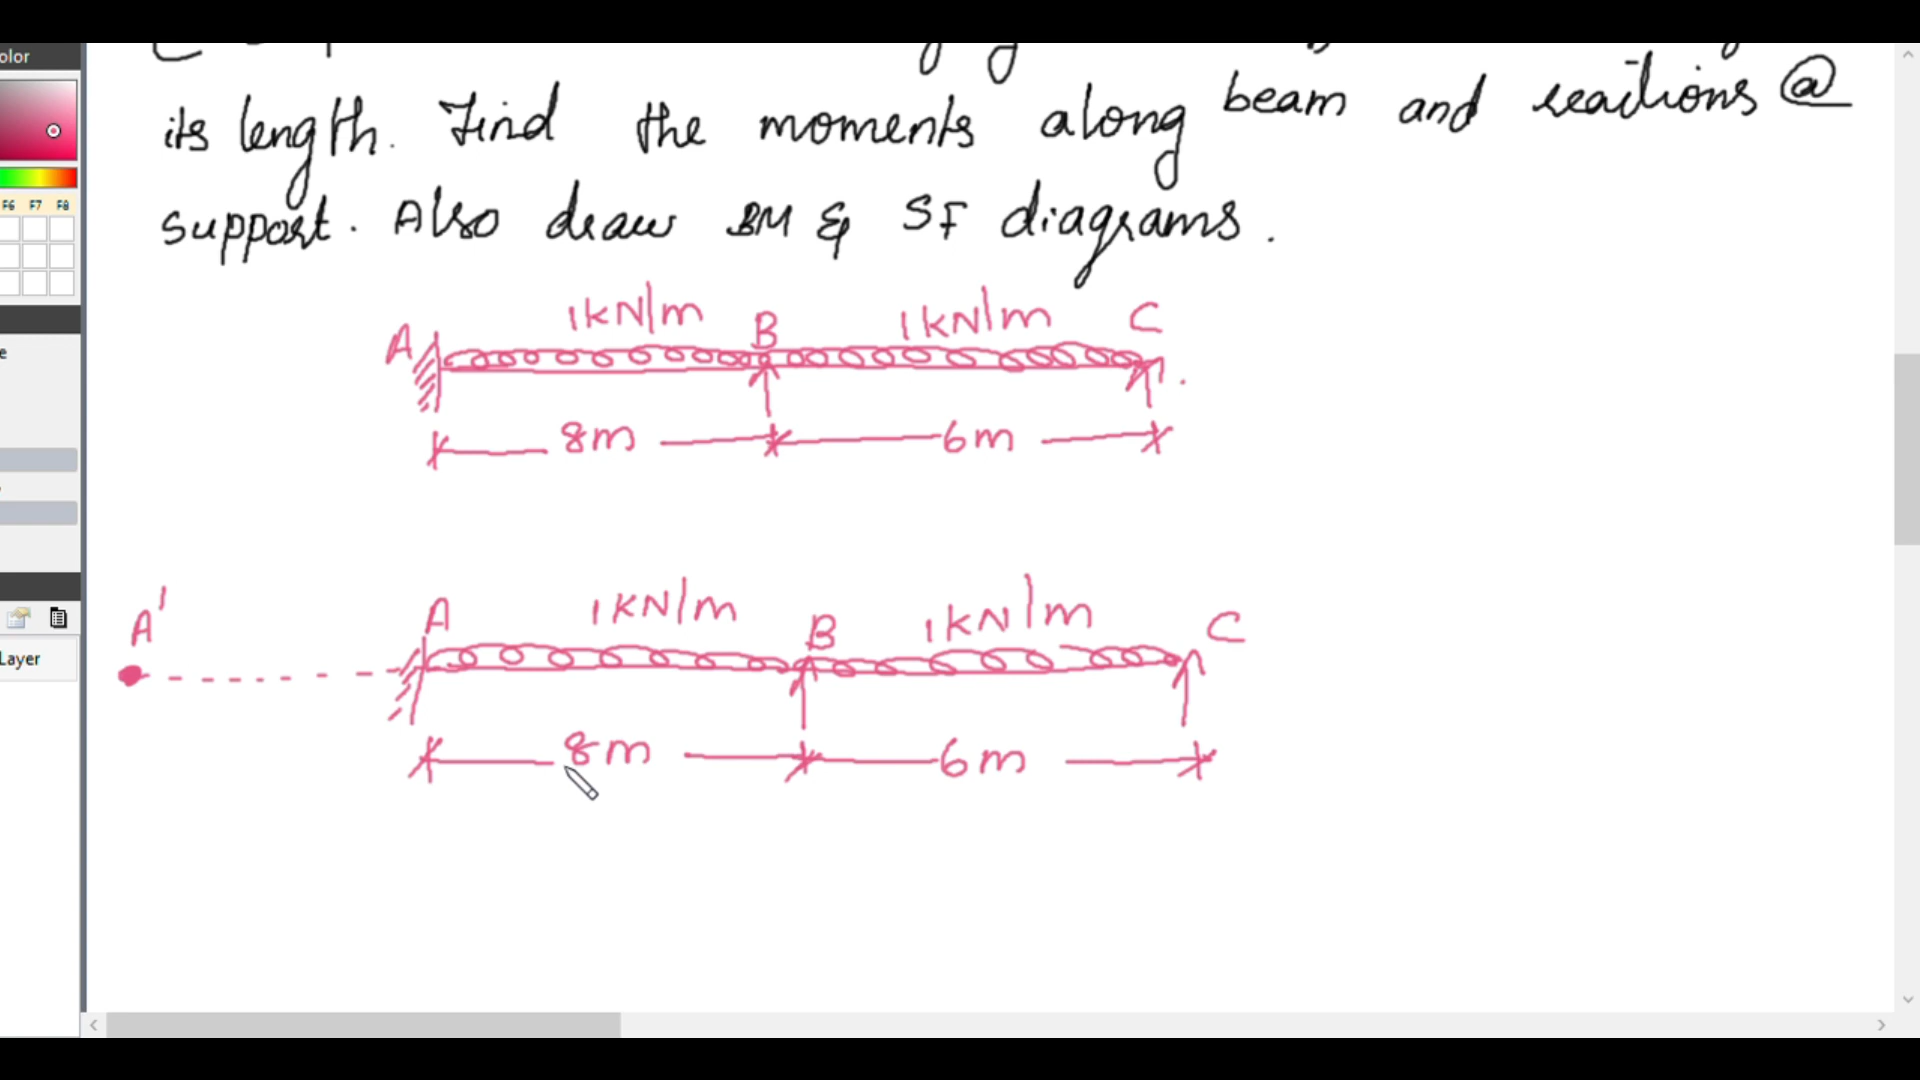 olor
its length. Find the moments along beam and reactions @
support. Also draw BM & SF diagrams.
F6 F7 F8
1kN/m 1kN/m
A B C
8m 6m
e
A'
A 1kN/m B 1kN/m C
8m 6m
Layer